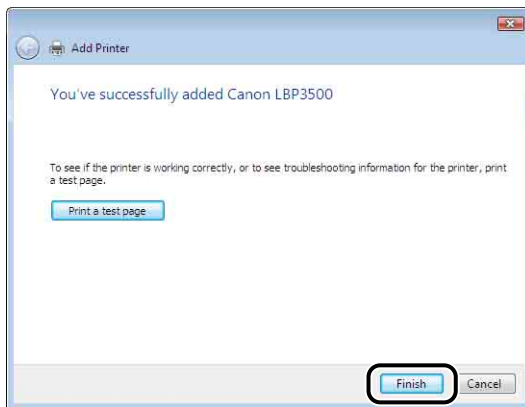 Add Printer
You've successfully added Canon LBP3500
To see if the printer is working correctly, or to see troubleshooting information for the printer, print
a test page.
Print a test page
Finish
Cancel